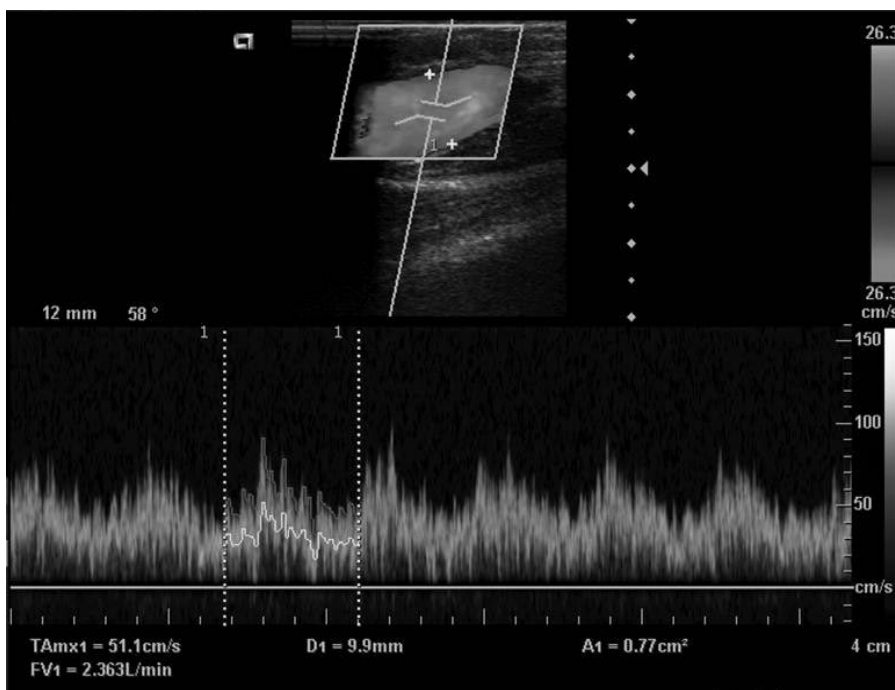 26.3
1
26.3
cm/s
12 mm 58 °
1 1
150
100
50
cm/s
TAmx1 = 51.1cm/s D1 = 9.9mm A1 = 0.77cm² 4 cm
FV1 = 2.363L/min